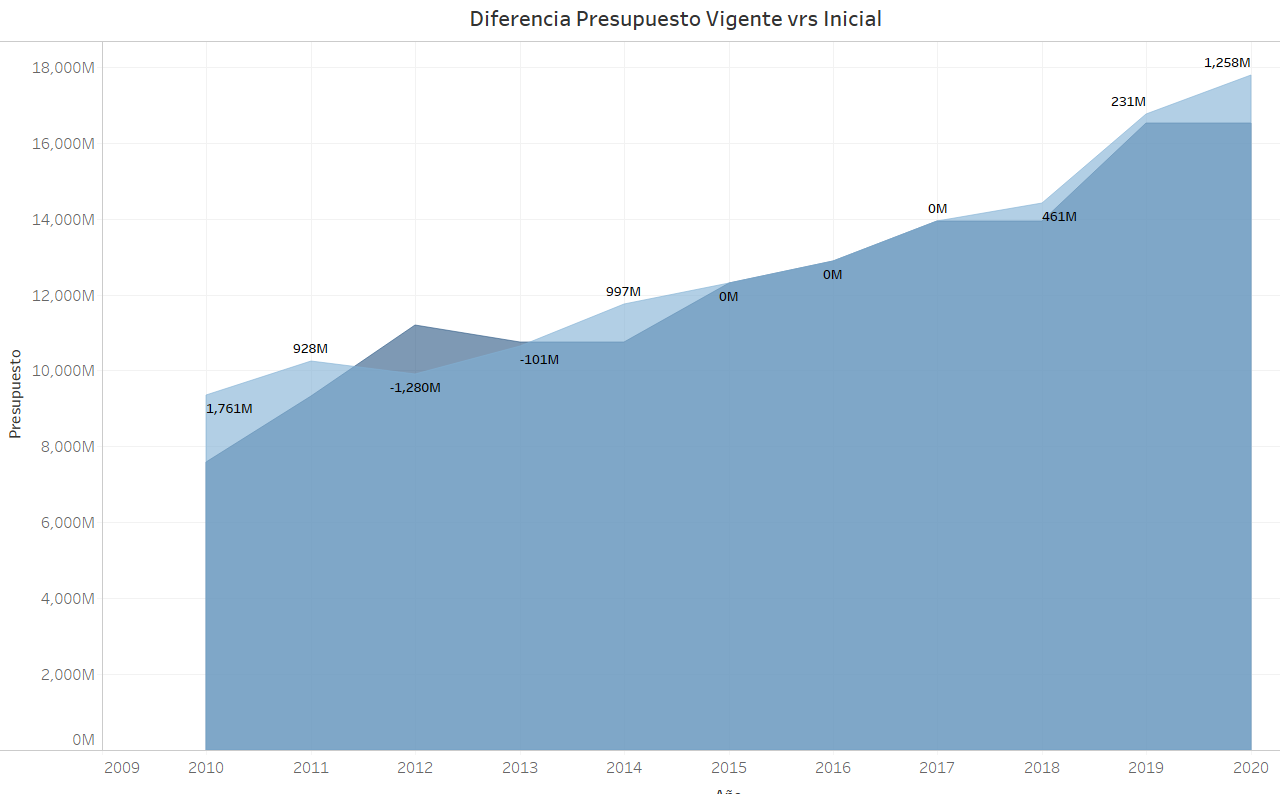 Diferencia Presupuesto Vigente vrs Inicial
18,000M
16,000M
14,000M
12,000M
10,000M
8,000M
6,000M
4,000M
2,000M
0M
Presupuesto
1,761M
928M
-1,280M
-101M
997M
0M
0M
0M
461M
231M
1,258M
2009 2010 2011 2012 2013 2014 2015 2016 2017 2018 2019 2020
Año